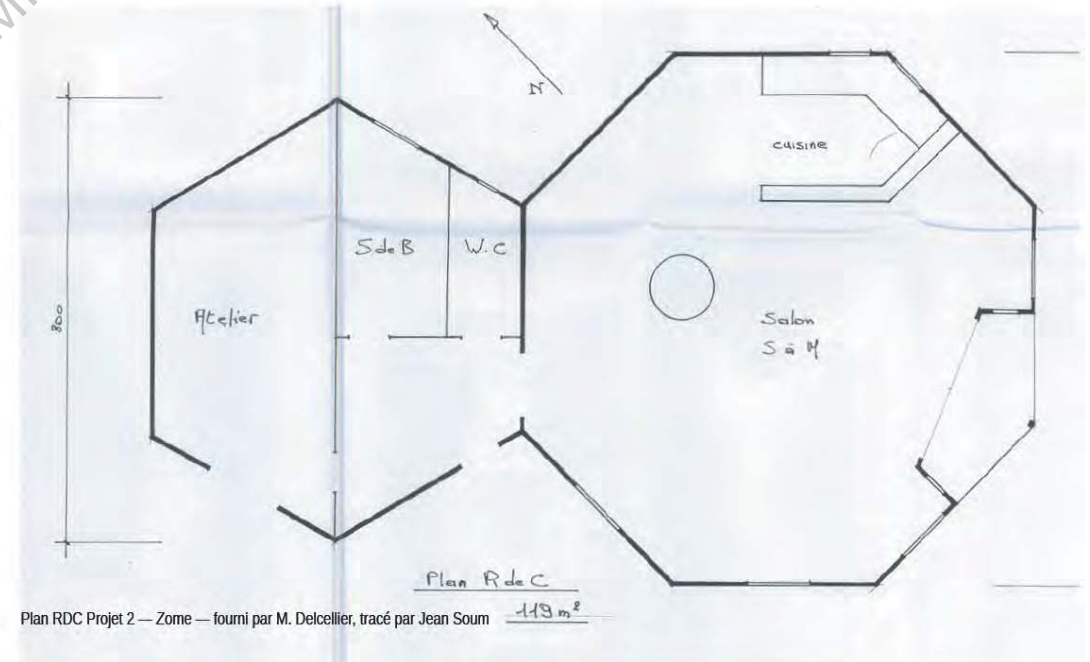 N
cuisine
S de B
W.C
Atelier
800
Salon
S à M
Plan R de C
119 m²
Plan RDC Projet 2 — Zome — fourni par M. Delcellier, tracé par Jean Soum